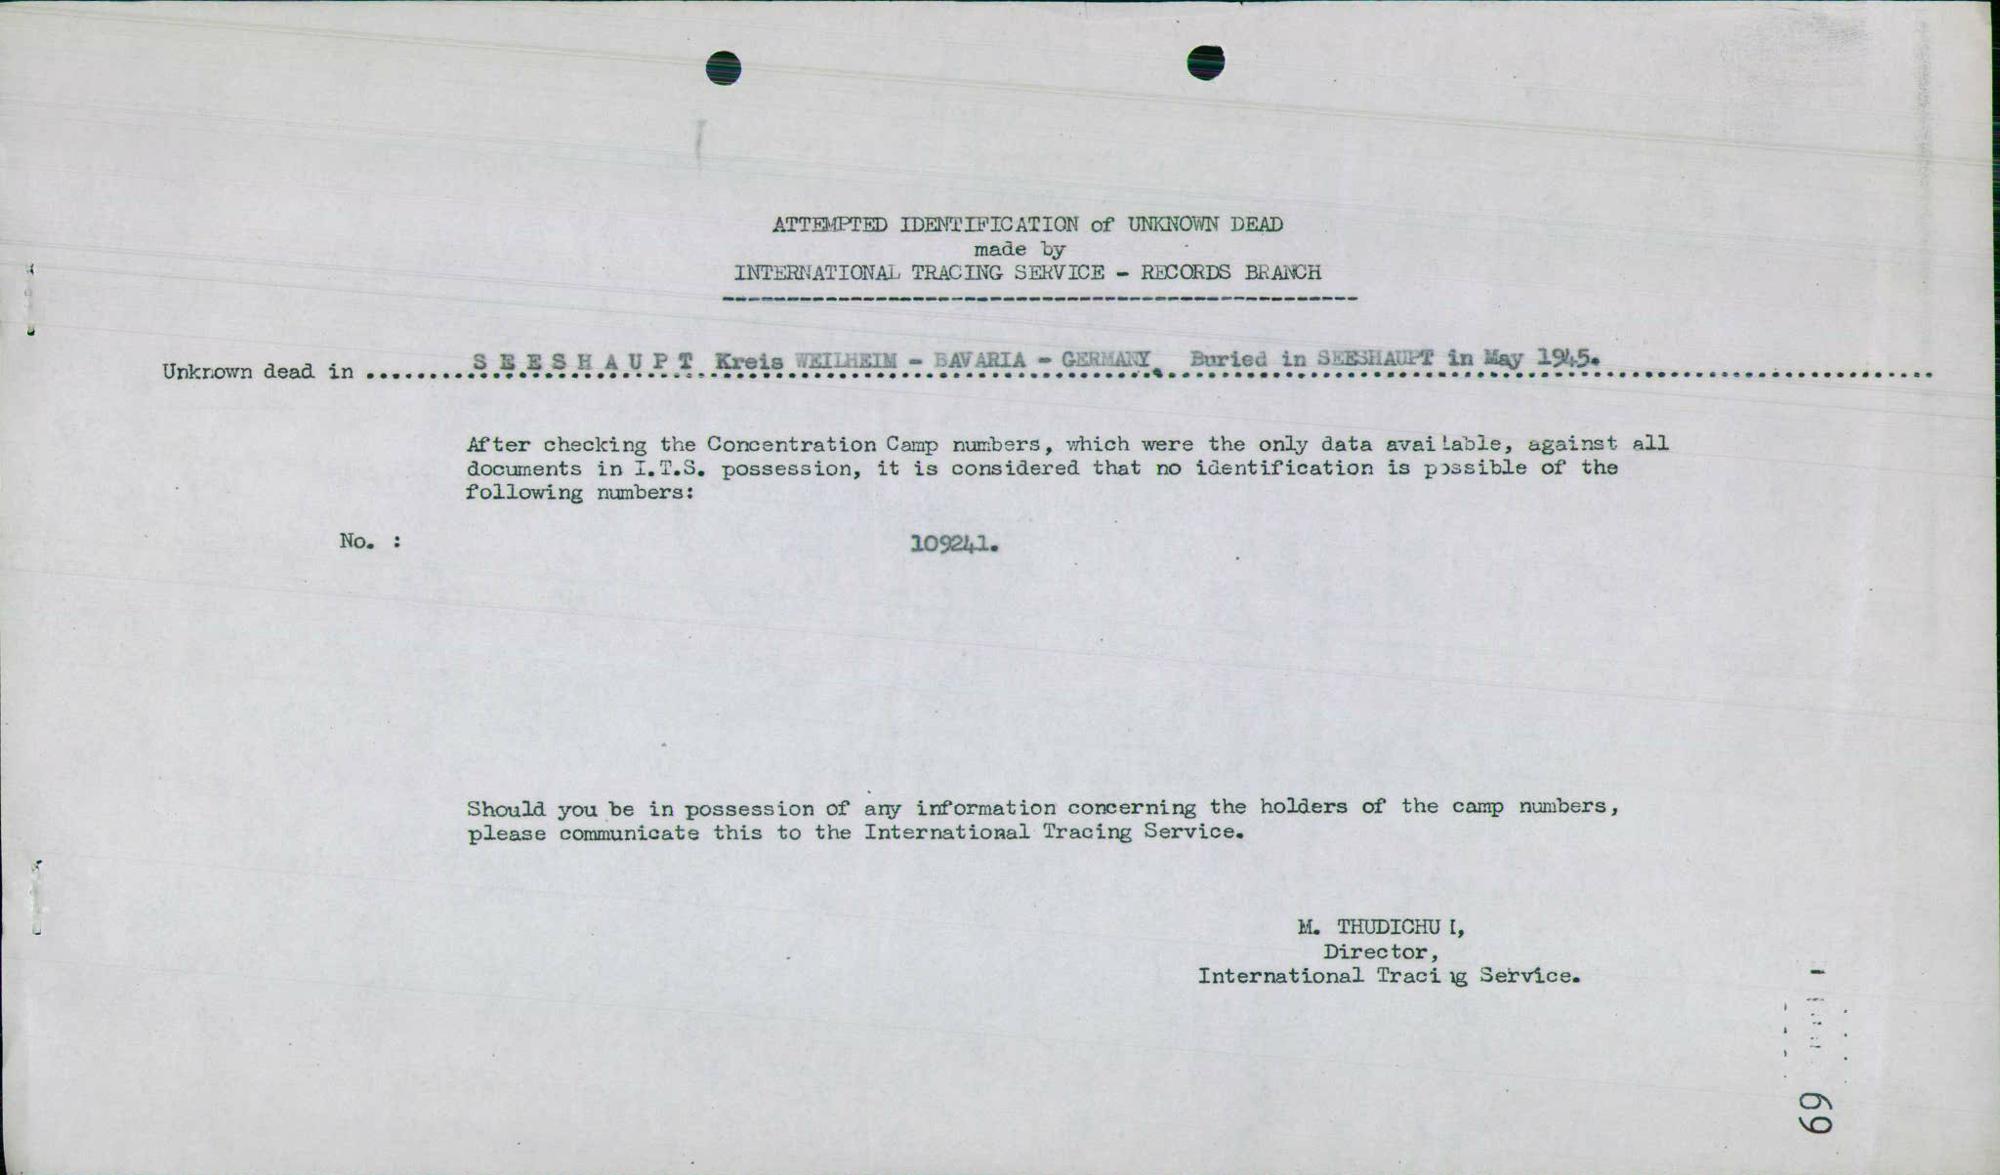 ATTEMPTED IDENTIFICATION of UNKNOWN DEAD
made by
INTERNATIONAL TRACING SERVICE - RECORDS BRANCH
Unknown dead in ........ S E E S H A U P T Kreis WEILHEIM - BAVARIA - GERMANY, Buried in SEESHAUPT in May 1945.
After checking the Concentration Camp numbers, which were the only data available, against all
documents in I.T.S. possession, it is considered that no identification is possible of the
following numbers:
No. : 109241.
Should you be in possession of any information concerning the holders of the camp numbers,
please communicate this to the International Tracing Service.
M. THUDICHUM,
Director,
International Tracing Service.
69